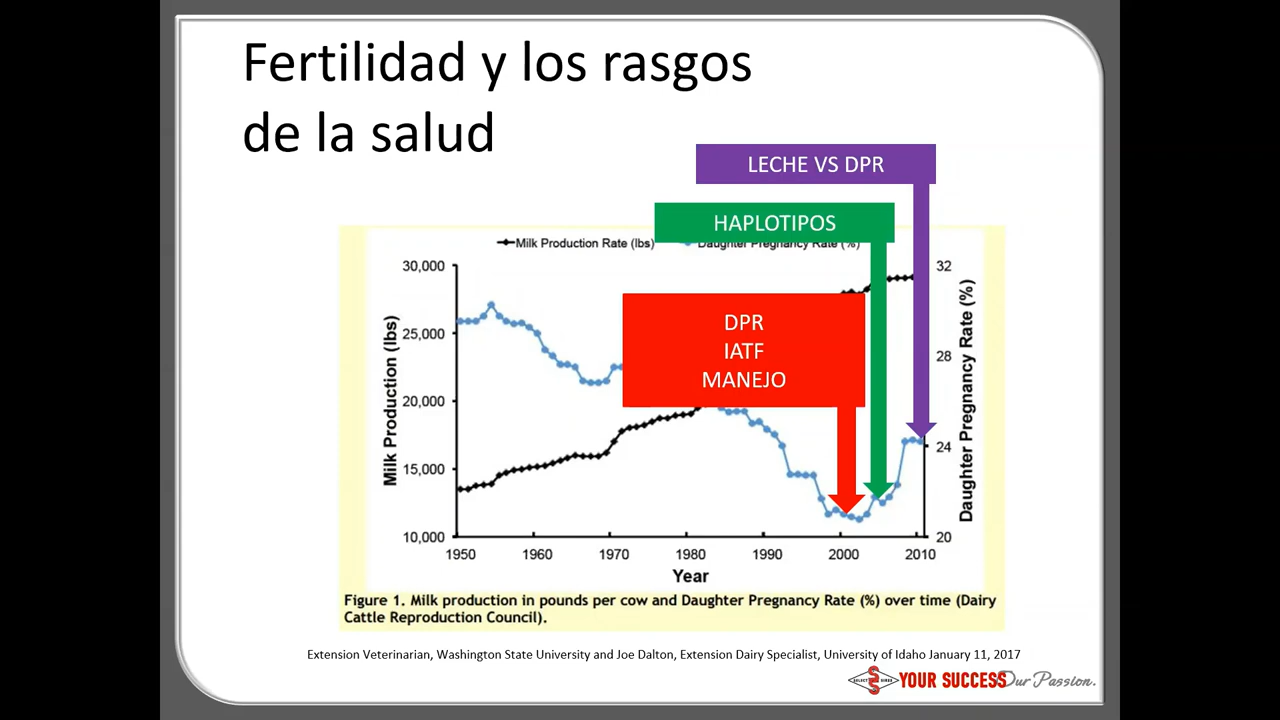 Fertilidad y los rasgos
de la salud
LECHE VS DPR
HAPLOTIPOS
Milk Production Rate (lbs)
Daughter Pregnancy Rate (%)
30,000
25,000
20,000
15,000
10,000
Milk Production (lbs)
DPR
IATF
MANEJO
32
28
24
20
Daughter Pregnancy Rate (%)
1950 1960 1970 1980 1990 2000 2010
Year
Figure 1. Milk production in pounds per cow and Daughter Pregnancy Rate (%) over time (Dairy
Cattle Reproduction Council).
Extension Veterinarian, Washington State University and Joe Dalton, Extension Dairy Specialist, University of Idaho January 11, 2017
SELECT SIRES YOUR SUCCESS Our Passion.